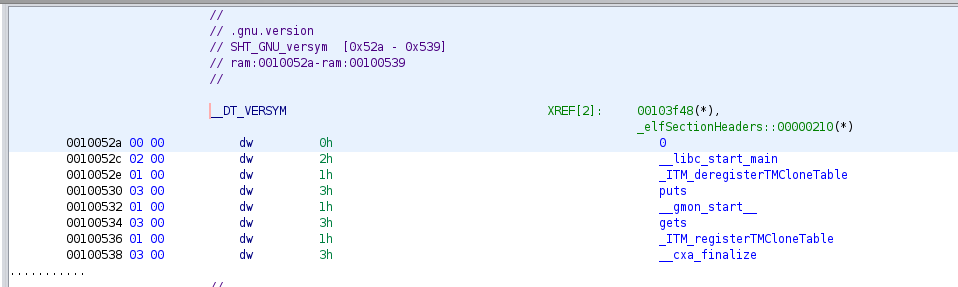 //
// .gnu.version
// SHT_GNU_versym  [0x52a - 0x539]
// ram:0010052a-ram:00100539
//
__DT_VERSYM XREF[2]: 00103f48(*),
_elfSectionHeaders::00000210(*)
0010052a 00 00 dw 0h 0
0010052c 02 00 dw 2h __libc_start_main
0010052e 01 00 dw 1h _ITM_deregisterTMCloneTable
00100530 03 00 dw 3h puts
00100532 01 00 dw 1h __gmon_start__
00100534 03 00 dw 3h gets
00100536 01 00 dw 1h _ITM_registerTMCloneTable
00100538 03 00 dw 3h __cxa_finalize
...........
//